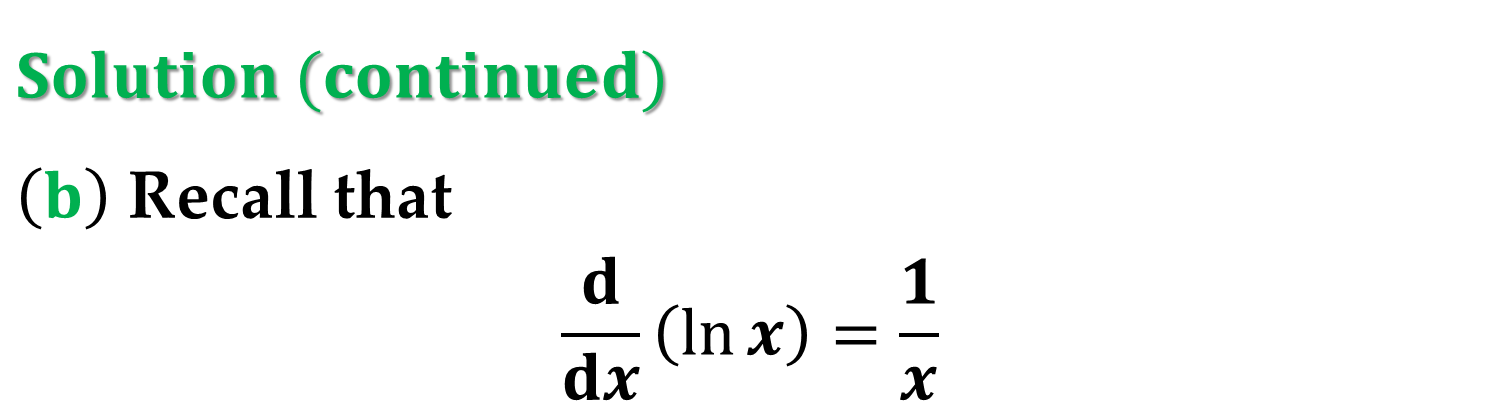 Solution (continued)
(b) Recall that
d/dx (ln x) = 1/x